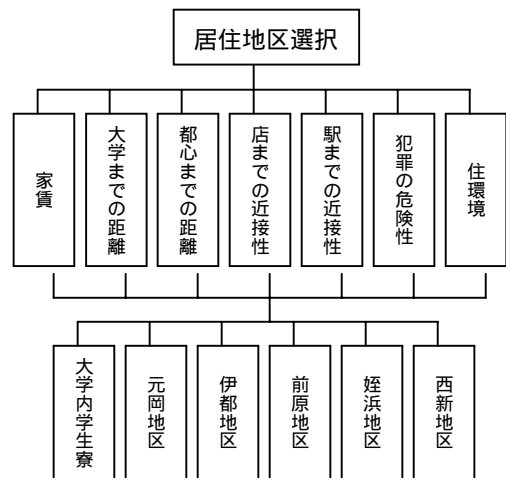 居住地区選択
家賃
大学までの距離
都心までの距離
店までの近接性
駅までの近接性
犯罪の危険性
住環境
大学内学生寮
元岡地区
伊都地区
前原地区
姪浜地区
西新地区